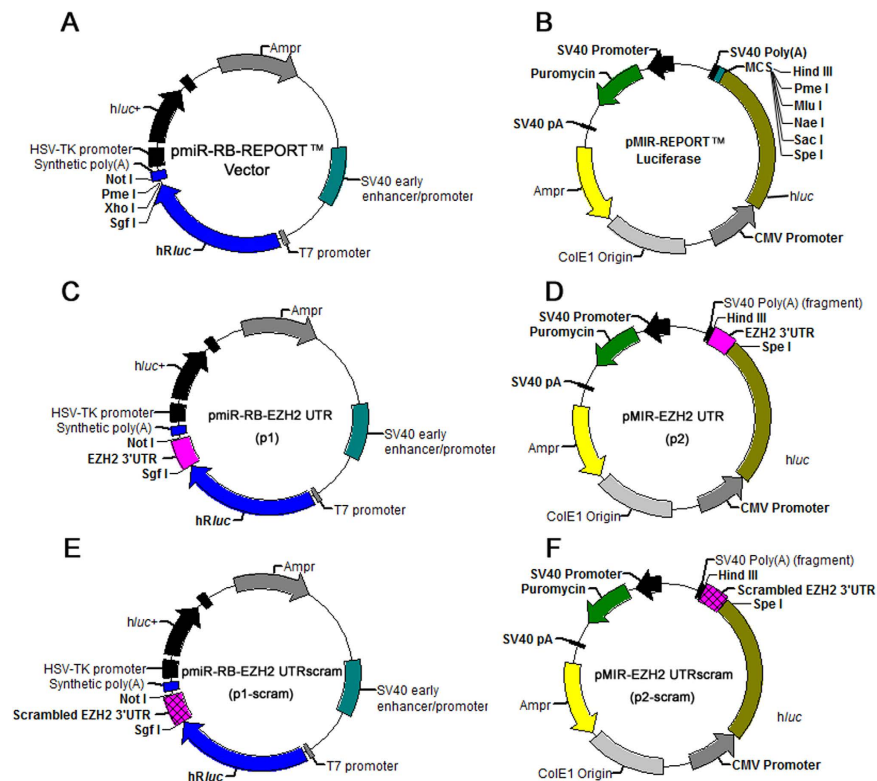 A
Ampr
hluc+
HSV-TK promoter
Synthetic poly(A)
Not I
Pme I
Xho I
Sgf I
hRluc
T7 promoter
SV40 early
enhancer/promoter
pmiR-RB-REPORT™
Vector
B
SV40 Promoter
Puromycin
SV40 pA
Ampr
ColE1 Origin
CMV Promoter
hluc
SV40 Poly(A)
MCS
Hind III
Pme I
Mlu I
Nae I
Sac I
Spe I
pMIR-REPORT™
Luciferase
C
Ampr
hluc+
HSV-TK promoter
Synthetic poly(A)
Not I
EZH2 3'UTR
Sgf I
hRluc
T7 promoter
SV40 early
enhancer/promoter
pmiR-RB-EZH2 UTR
(p1)
D
SV40 Promoter
Puromycin
SV40 pA
Ampr
ColE1 Origin
CMV Promoter
hluc
SV40 Poly(A) (fragment)
Hind III
EZH2 3'UTR
Spe I
pMIR-EZH2 UTR
(p2)
E
Ampr
hluc+
HSV-TK promoter
Synthetic poly(A)
Not I
Scrambled EZH2 3'UTR
Sgf I
hRluc
T7 promoter
SV40 early
enhancer/promoter
pmiR-RB-EZH2 UTRscram
(p1-scram)
F
SV40 Promoter
Puromycin
SV40 pA
Ampr
ColE1 Origin
CMV Promoter
hluc
SV40 Poly(A) (fragment)
Hind III
Scrambled EZH2 3'UTR
Spe I
pMIR-EZH2 UTRscram
(p2-scram)